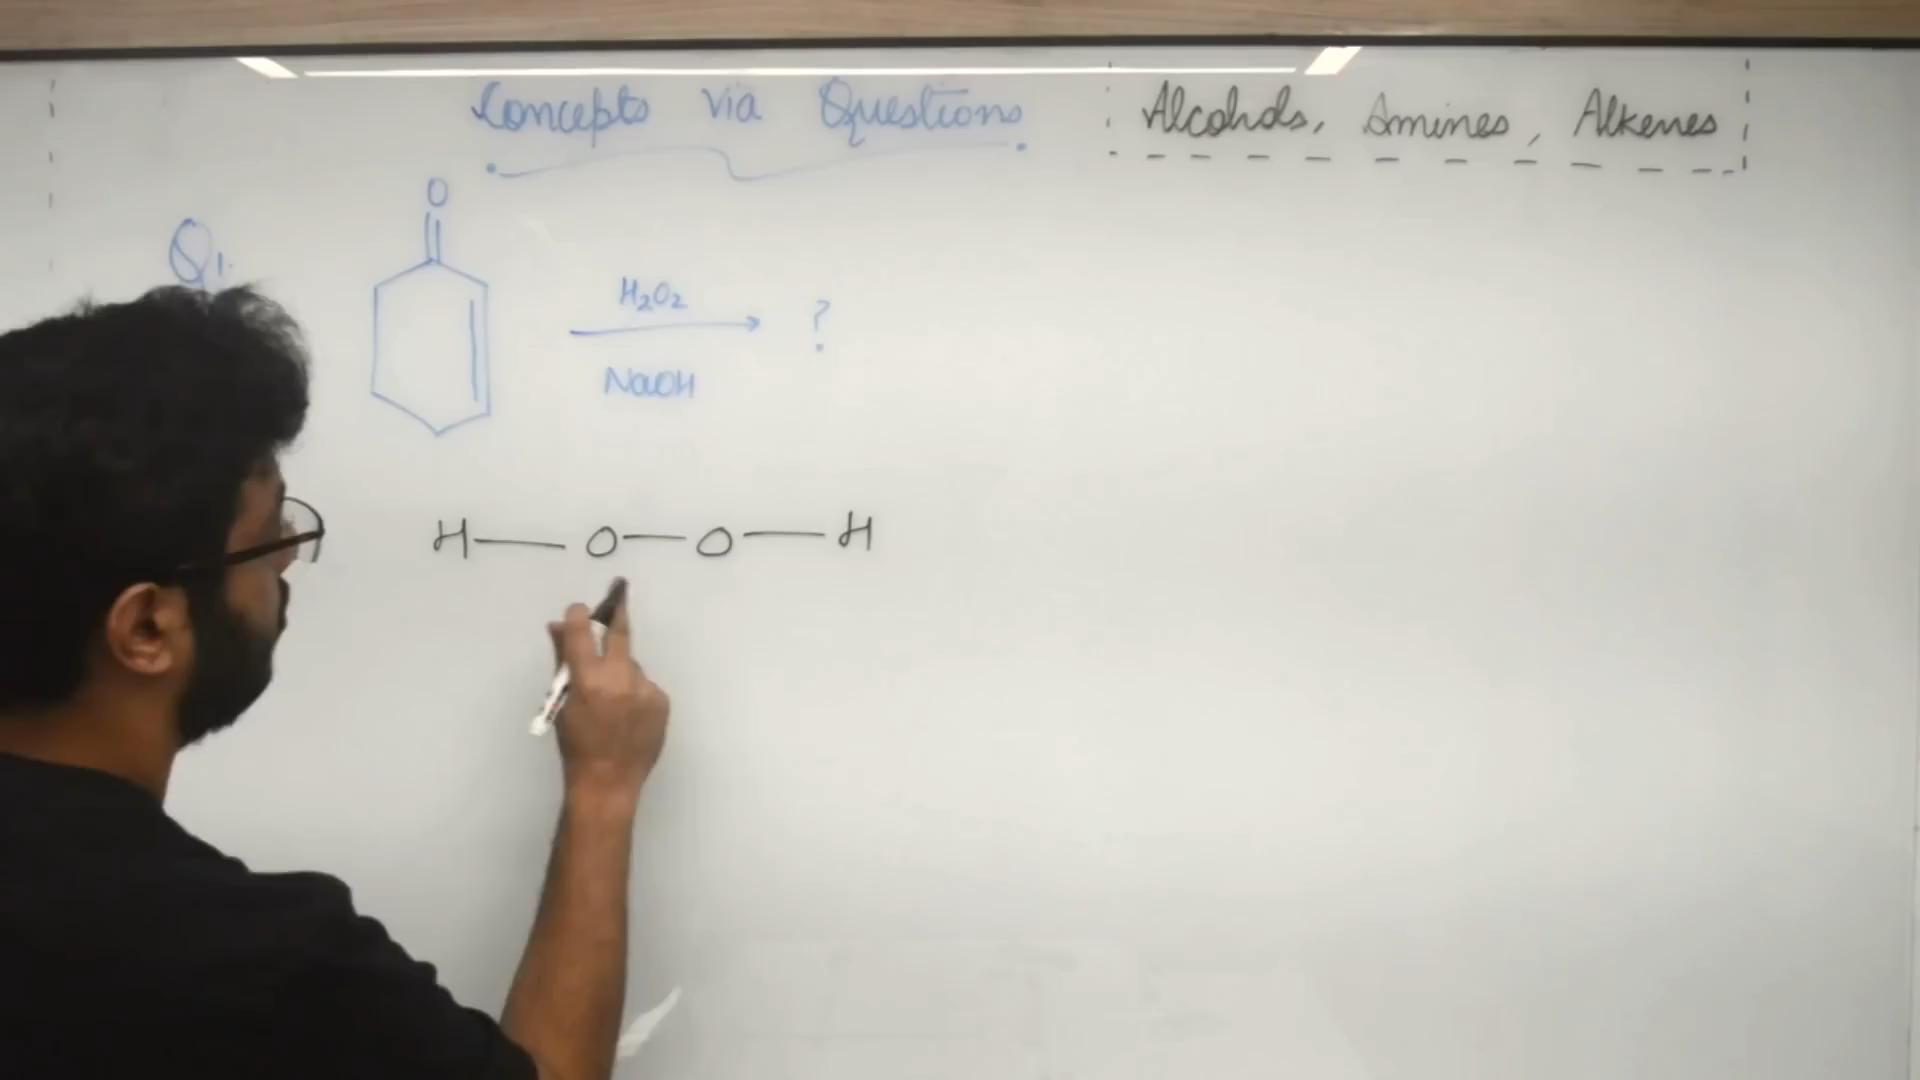 Concepts via Questions
Alcohols, Amines, Alkenes
Q1.
O
H2O2
NaOH
?
H—O—O—H